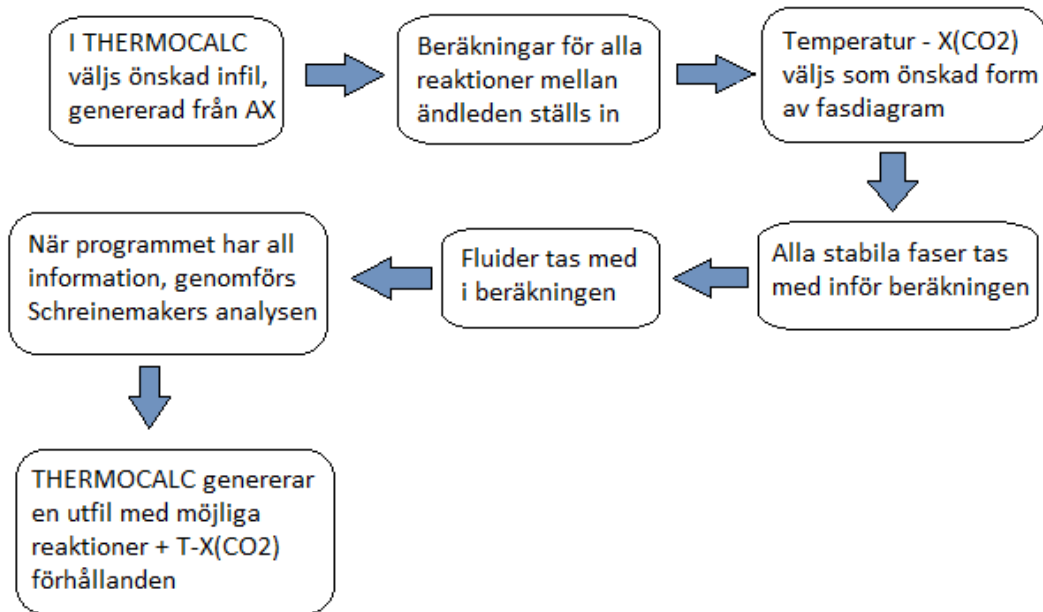 I THERMOCALC
väljs önskad infil,
genererad från AX
Beräkningar för alla
reaktioner mellan
ändleden ställs in
Temperatur - X(CO2)
väljs som önskad form
av fasdiagram
Alla stabila faser tas
med inför beräkningen
Fluider tas med
i beräkningen
När programmet har all
information, genomförs
Schreinemakers analysen
THERMOCALC genererar
en utfil med möjliga
reaktioner + T-X(CO2)
förhållanden